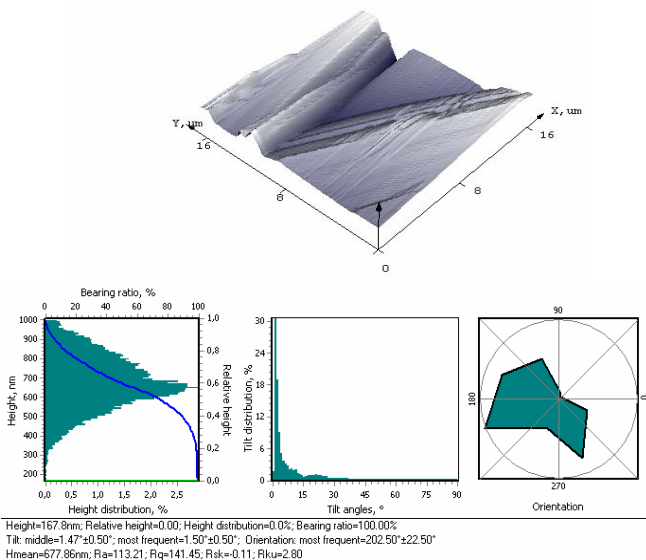 X, um
Y, um
16
16
8
8
0
Bearing ratio, %
0 20 40 60 80 100
90
1000
900
800
700
600
500
400
300
200
Height, nm
1,0
0,8
0,6
0,4
0,2
0,0
Relative height
0,0 0,5 1,0 1,5 2,0 2,5
Height distribution, %
30
24
18
12
6
0
Tilt distribution, %
0 15 30 45 60 75 90
Tilt angles, °
180
0
270
Orientation
Height=167.8nm; Relative height=0.00; Height distribution=0.0%; Bearing ratio=100.00%
Tilt: middle=1.47°±0.50°; most frequent=1.50°±0.50°; Orientation: most frequent=202.50°±22.50°
Hmean=677.86nm; Ra=113.21; Rq=141.45; Rsk=-0.11; Rku=2.80